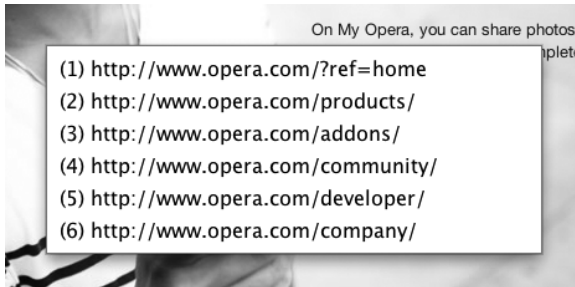 On My Opera, you can share photos
(1) http://www.opera.com/?ref=home
(2) http://www.opera.com/products/
(3) http://www.opera.com/addons/
(4) http://www.opera.com/community/
(5) http://www.opera.com/developer/
(6) http://www.opera.com/company/